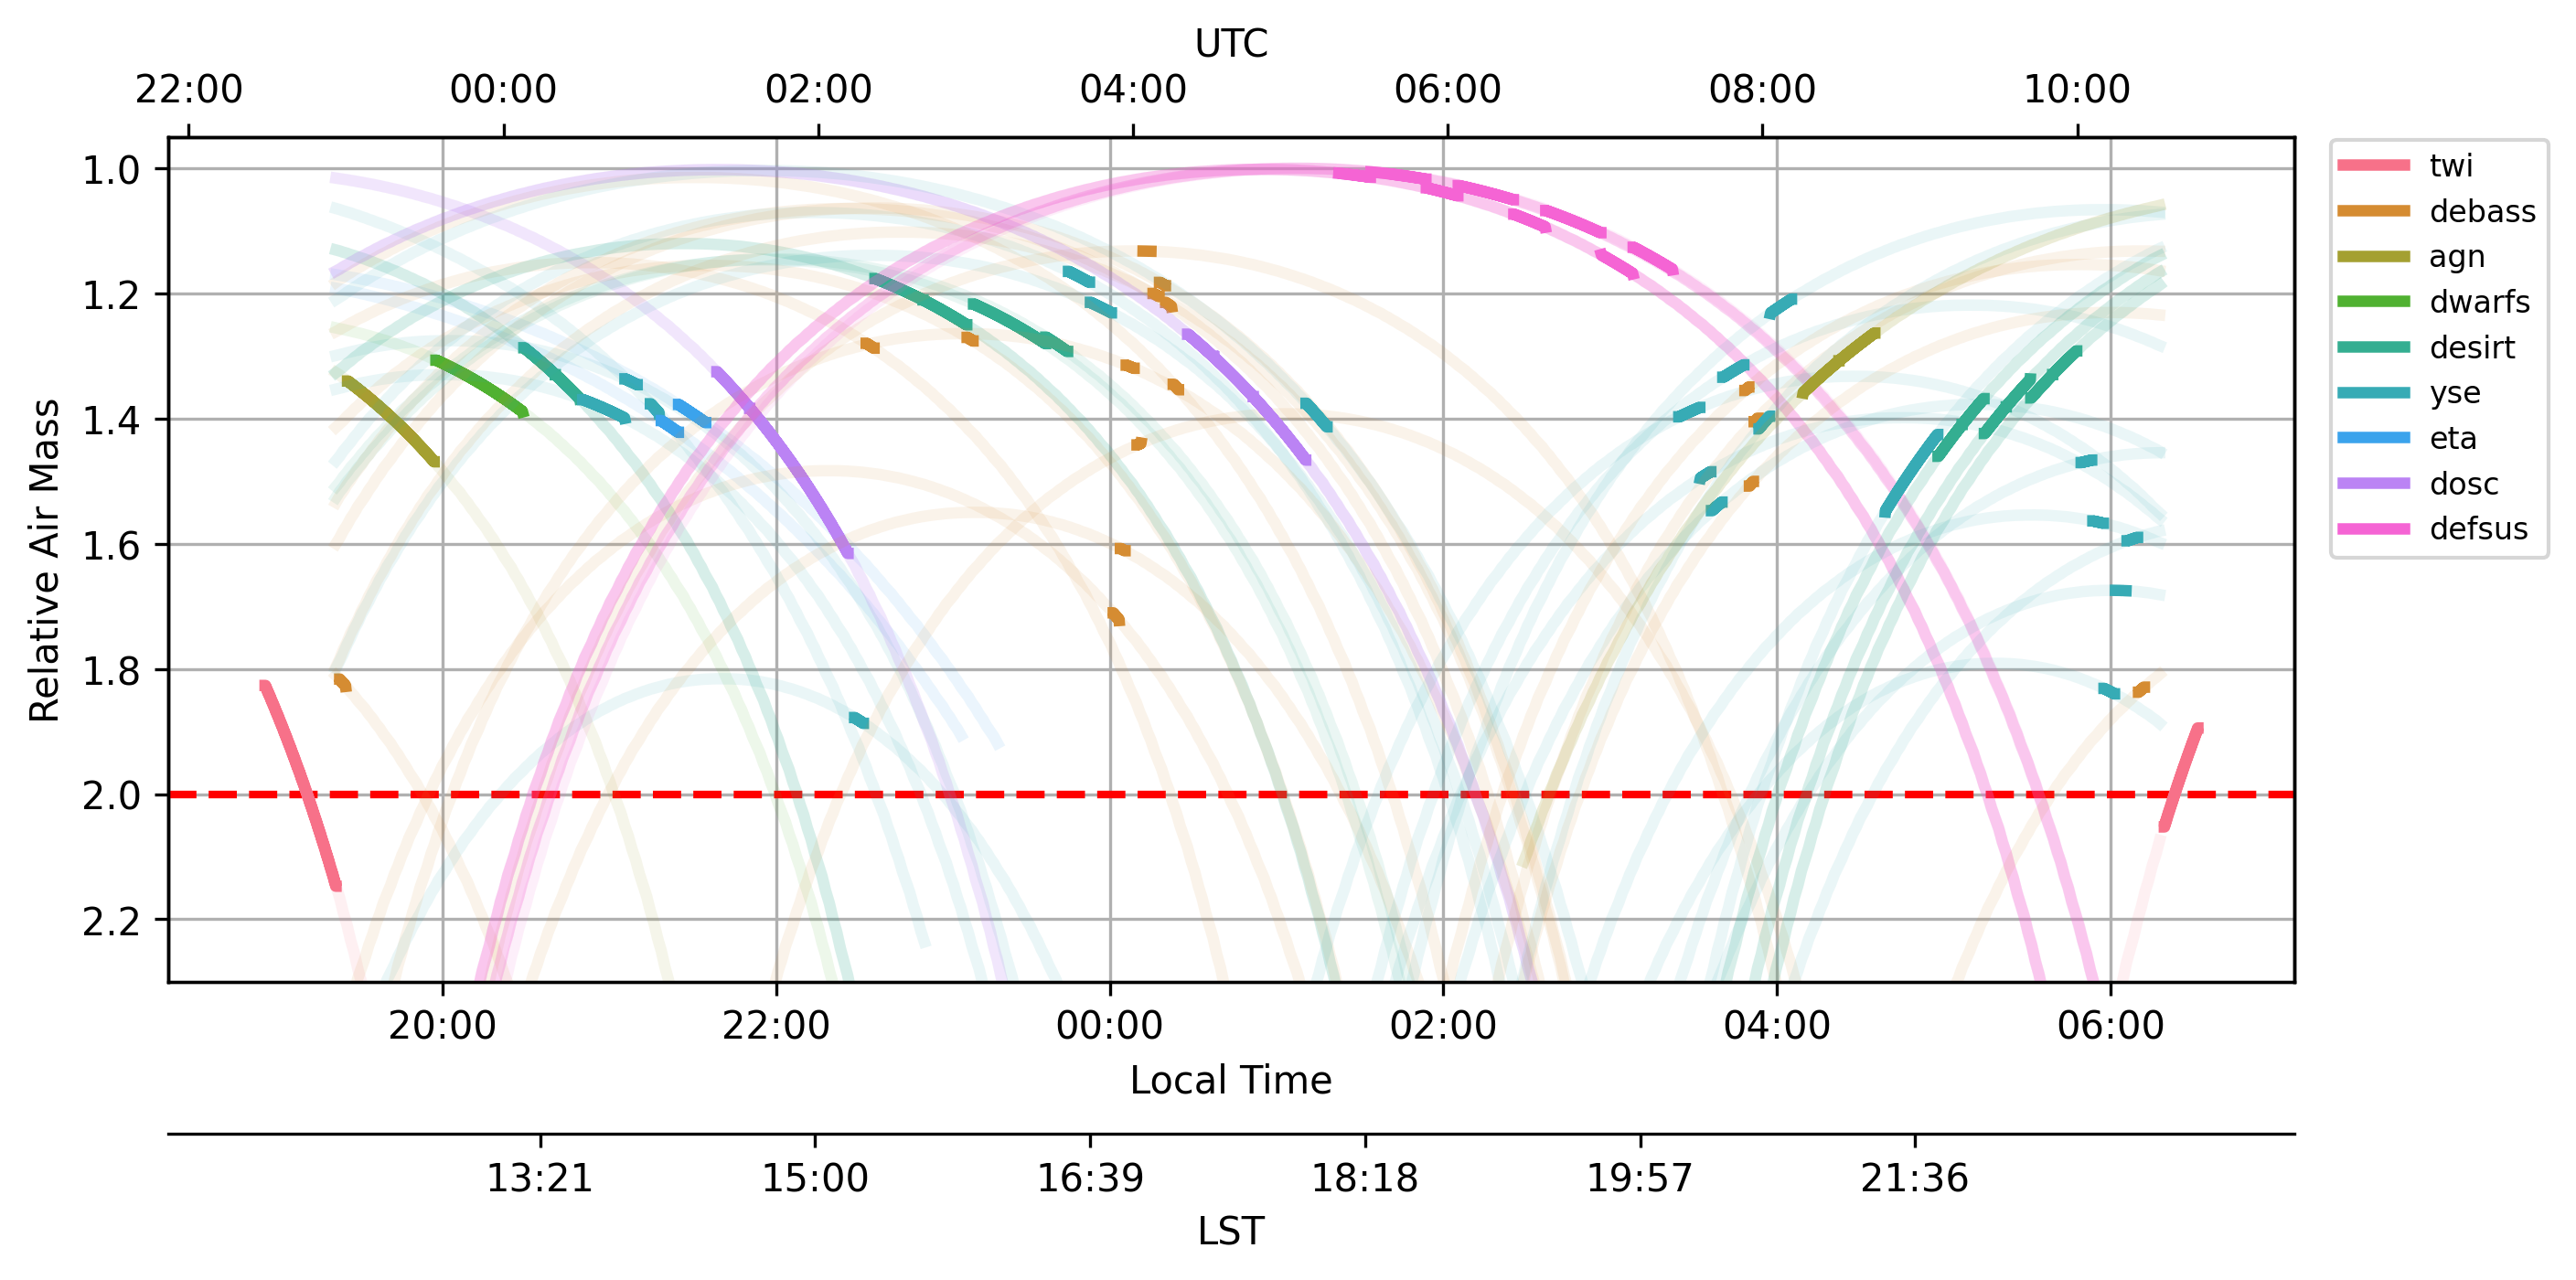 UTC
22:00 00:00 02:00 04:00 06:00 08:00 10:00
Relative Air Mass
1.0
1.2
1.4
1.6
1.8
2.0
2.2
twi
debass
agn
dwarfs
desirt
yse
eta
dosc
defsus
20:00 22:00 00:00 02:00 04:00 06:00
Local Time
13:21 15:00 16:39 18:18 19:57 21:36
LST